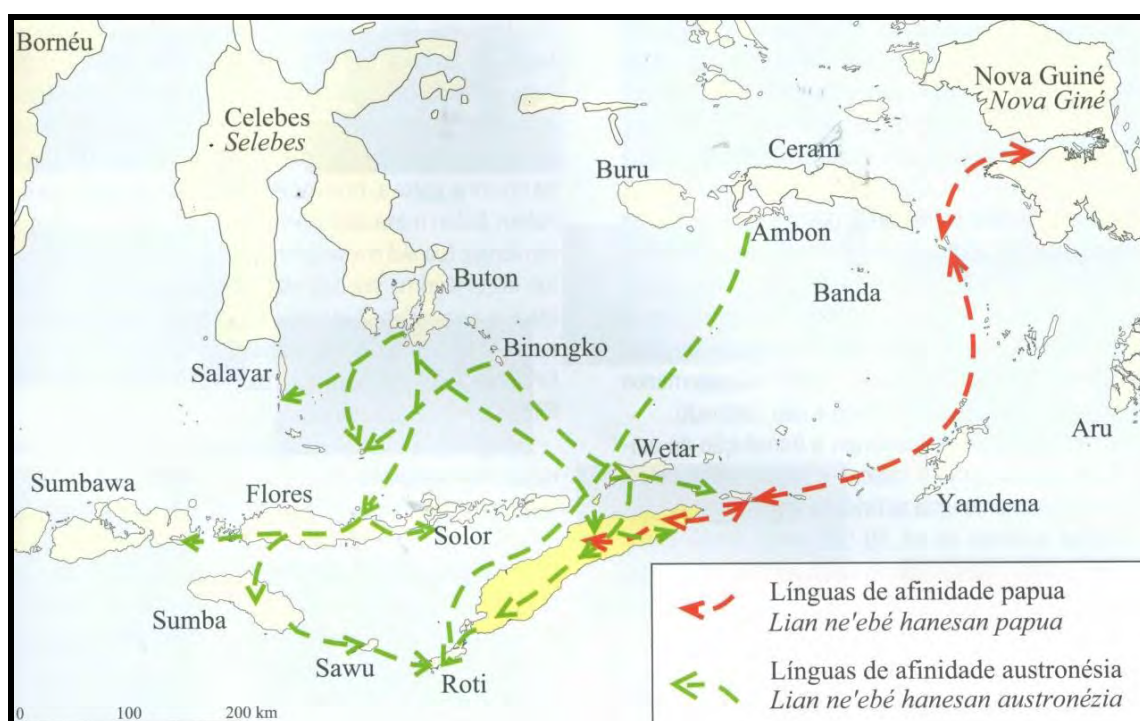 Bornéu
Celebes
Selebes
Nova Guiné
Nova Giné
Ceram
Buru
Ambon
Buton
Banda
Binongko
Salayar
Aru
Wetar
Sumbawa
Flores
Solor
Yamdena
Sumba
Sawu
Roti
Línguas de afinidade papua
Lian ne'ebé hanesan papua
Línguas de afinidade austronésia
Lian ne'ebé hanesan austronézia
0 100 200 km